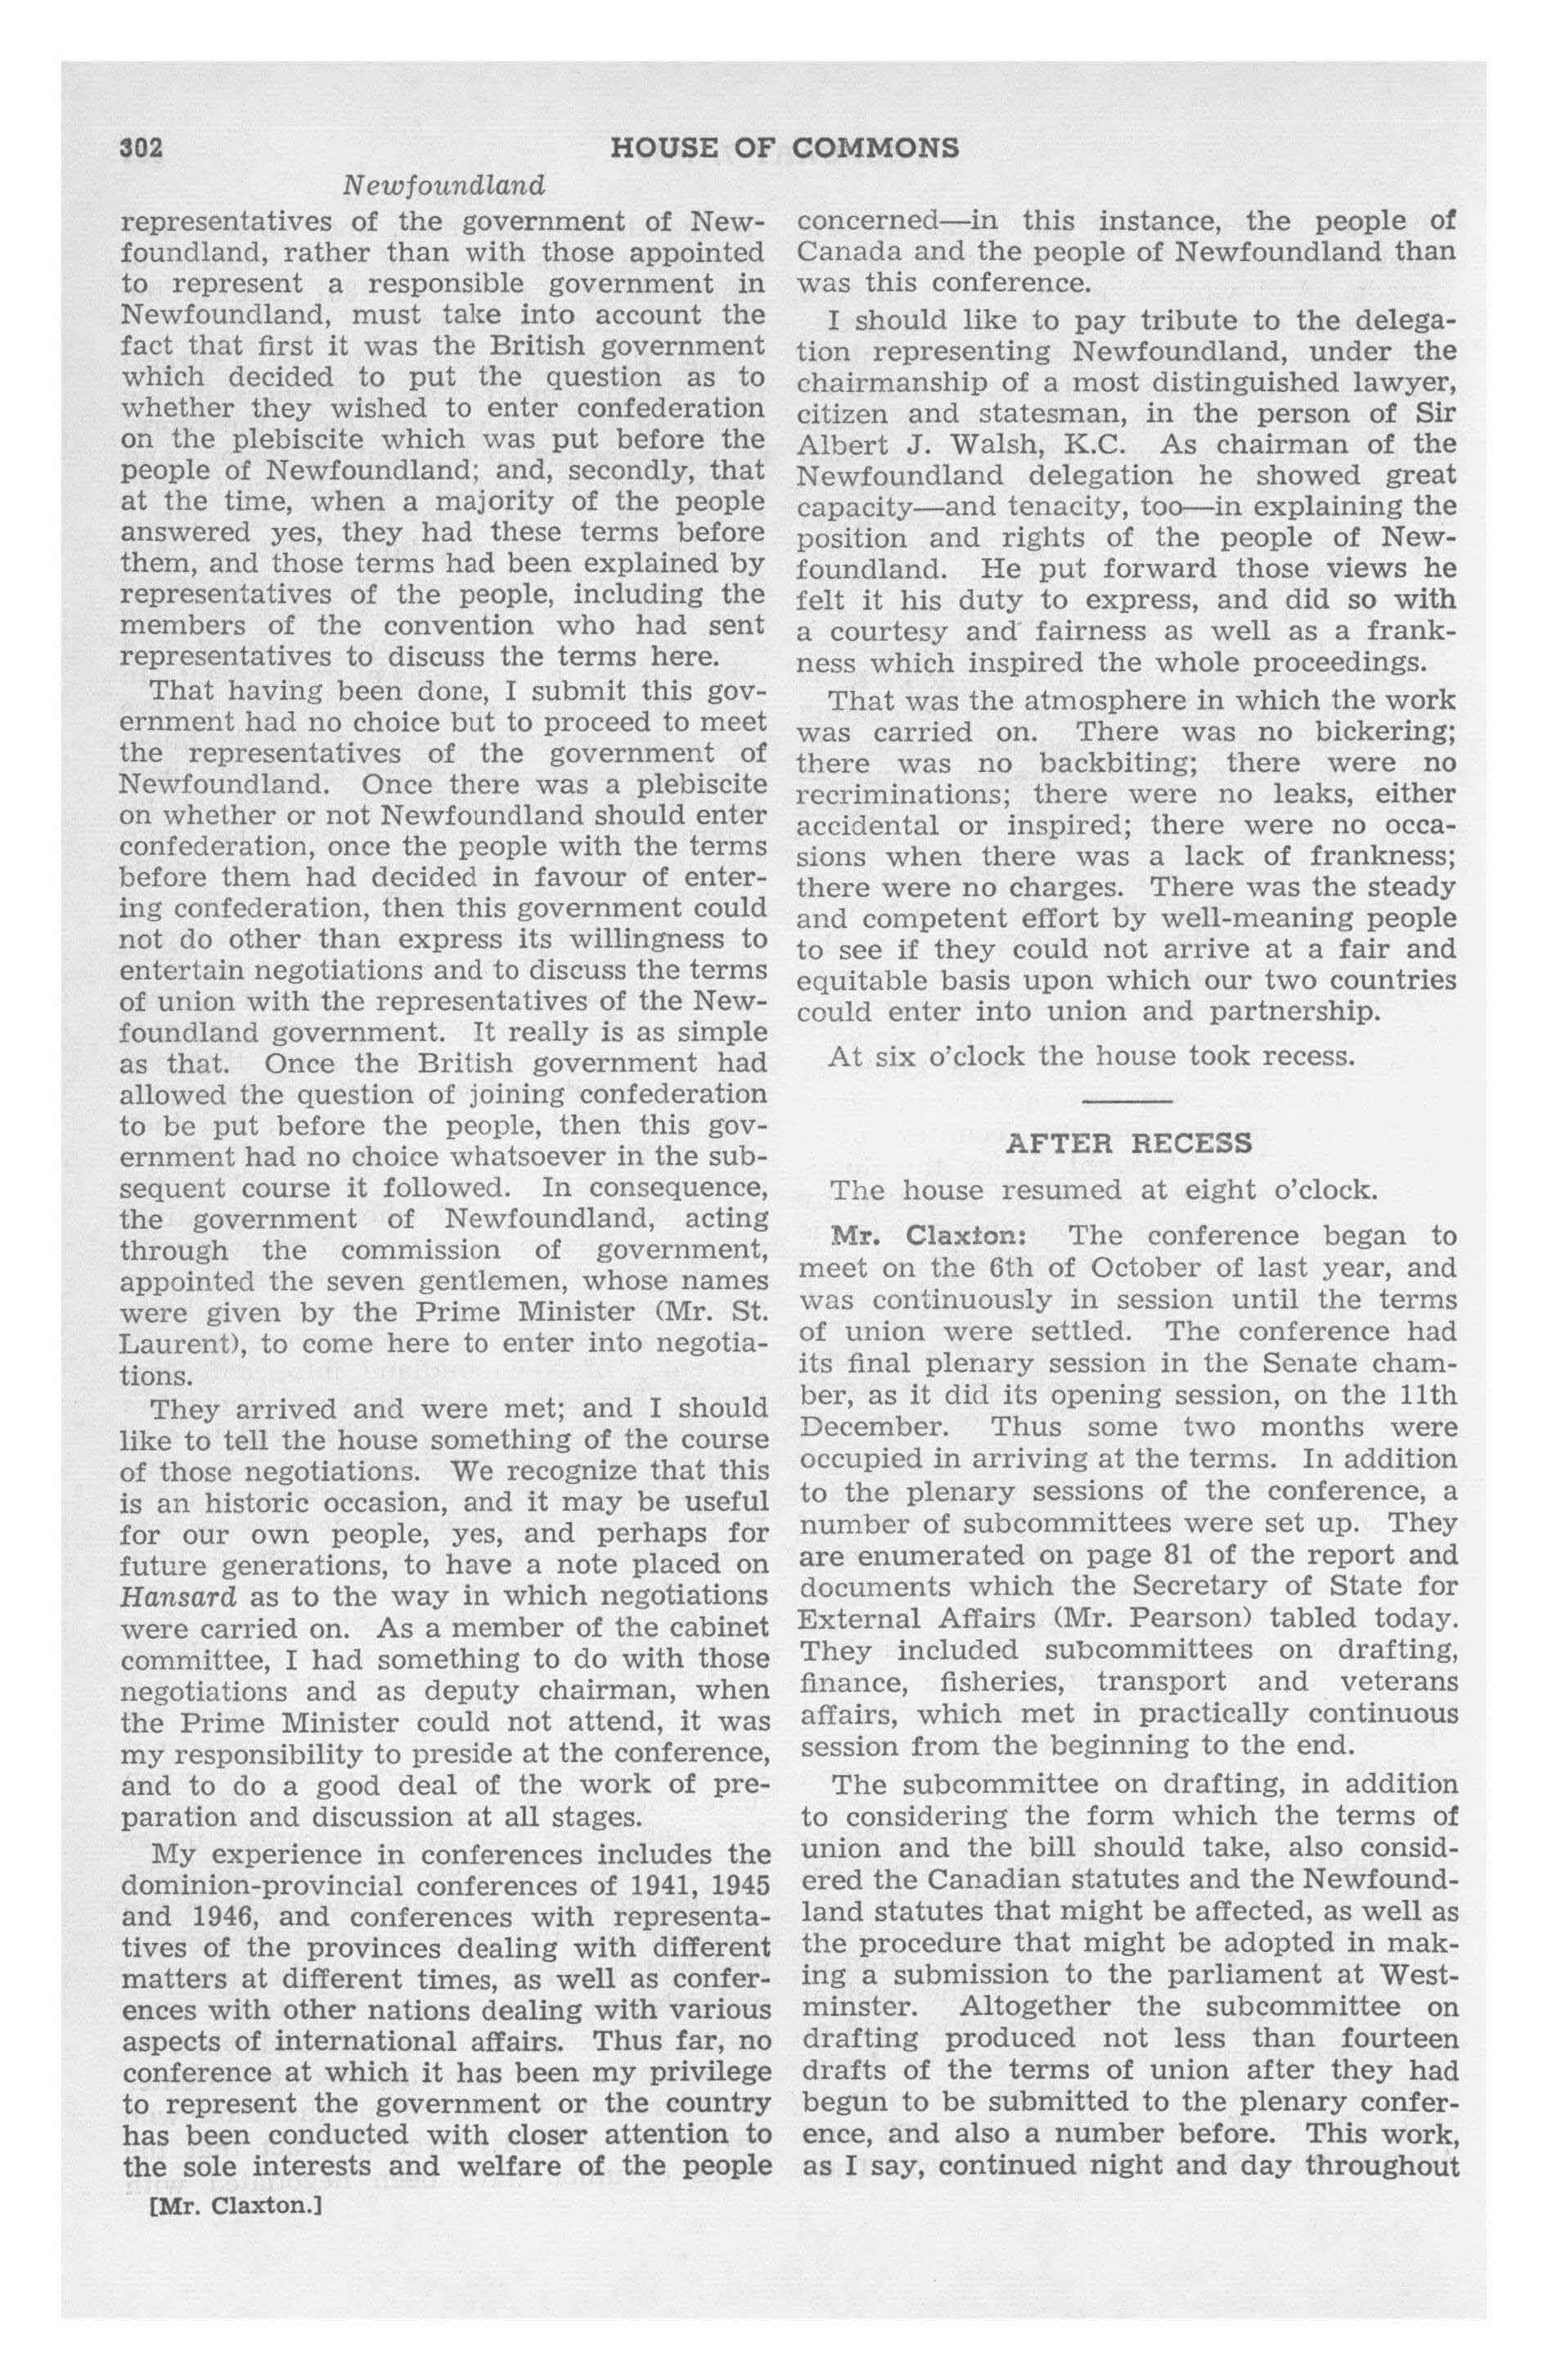 302
HOUSE OF COMMONS
Newfoundland
representatives of the government of New-
foundland, rather than with those appointed
to represent a responsible government in
Newfoundland, must take into account the
fact that first it was the British government
which decided to put the question as to
whether they wished to enter confederation
on the plebiscite which was put before the
people of Newfoundland; and, secondly, that
at the time, when a majority of the people
answered yes, they had these terms before
them, and those terms had been explained by
representatives of the people, including the
members of the convention who had sent
representatives to discuss the terms here.
That having been done, I submit this gov-
ernment had no choice but to proceed to meet
the representatives of the government of
Newfoundland. Once there was a plebiscite
on whether or not Newfoundland should enter
confederation, once the people with the terms
before them had decided in favour of enter-
ing confederation, then this government could
not do other than express its willingness to
entertain negotiations and to discuss the terms
of union with the representatives of the New-
foundland government. It really is as simple
as that. Once the British government had
allowed the question of joining confederation
to be put before the people, then this gov-
ernment had no choice whatsoever in the sub-
sequent course it followed. In consequence,
the government of Newfoundland, acting
through the commission of government,
appointed the seven gentlemen, whose names
were given by the Prime Minister (Mr. St.
Laurent), to come here to enter into negotia-
tions.
They arrived and were met; and I should
like to tell the house something of the course
of those negotiations. We recognize that this
is an historic occasion, and it may be useful
for our own people, yes, and perhaps for
future generations, to have a note placed on
Hansard as to the way in which negotiations
were carried on. As a member of the cabinet
committee, I had something to do with those
negotiations and as deputy chairman, when
the Prime Minister could not attend, it was
my responsibility to preside at the conference,
and to do a good deal of the work of pre-
paration and discussion at all stages.
My experience in conferences includes the
dominion-provincial conferences of 1941, 1945
and 1946, and conferences with representa-
tives of the provinces dealing with different
matters at different times, as well as confer-
ences with other nations dealing with various
aspects of international affairs. Thus far, no
conference at which it has been my privilege
to represent the government or the country
has been conducted with closer attention to
the sole interests and welfare of the people
[Mr. Claxton.]
concerned—in this instance, the people of
Canada and the people of Newfoundland than
was this conference.
I should like to pay tribute to the delega-
tion representing Newfoundland, under the
chairmanship of a most distinguished lawyer,
citizen and statesman, in the person of Sir
Albert J. Walsh, K.C. As chairman of the
Newfoundland delegation he showed great
capacity—and tenacity, too—in explaining the
position and rights of the people of New-
foundland. He put forward those views he
felt it his duty to express, and did so with
a courtesy and fairness as well as a frank-
ness which inspired the whole proceedings.
That was the atmosphere in which the work
was carried on. There was no bickering;
there was no backbiting; there were no
recriminations; there were no leaks, either
accidental or inspired; there were no occa-
sions when there was a lack of frankness;
there were no charges. There was the steady
and competent effort by well-meaning people
to see if they could not arrive at a fair and
equitable basis upon which our two countries
could enter into union and partnership.
At six o'clock the house took recess.
AFTER RECESS
The house resumed at eight o'clock.
Mr. Claxton: The conference began to
meet on the 6th of October of last year, and
was continuously in session until the terms
of union were settled. The conference had
its final plenary session in the Senate cham-
ber, as it did its opening session, on the 11th
December. Thus some two months were
occupied in arriving at the terms. In addition
to the plenary sessions of the conference, a
number of subcommittees were set up. They
are enumerated on page 81 of the report and
documents which the Secretary of State for
External Affairs (Mr. Pearson) tabled today.
They included subcommittees on drafting,
finance, fisheries, transport and veterans
affairs, which met in practically continuous
session from the beginning to the end.
The subcommittee on drafting, in addition
to considering the form which the terms of
union and the bill should take, also consid-
ered the Canadian statutes and the Newfound-
land statutes that might be affected, as well as
the procedure that might be adopted in mak-
ing a submission to the parliament at West-
minster. Altogether the subcommittee on
drafting produced not less than fourteen
drafts of the terms of union after they had
begun to be submitted to the plenary confer-
ence, and also a number before. This work,
as I say, continued night and day throughout